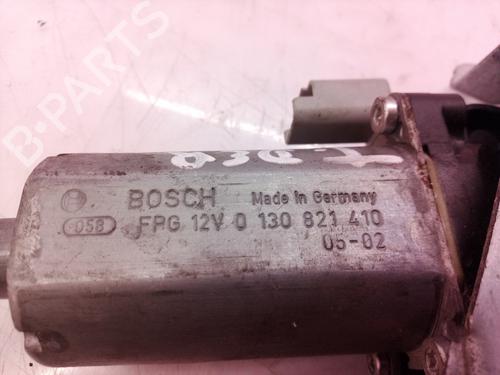 B-PARTS
BOSCH Made in Germany
058 FPG 12V 0 130 821 410
05-02